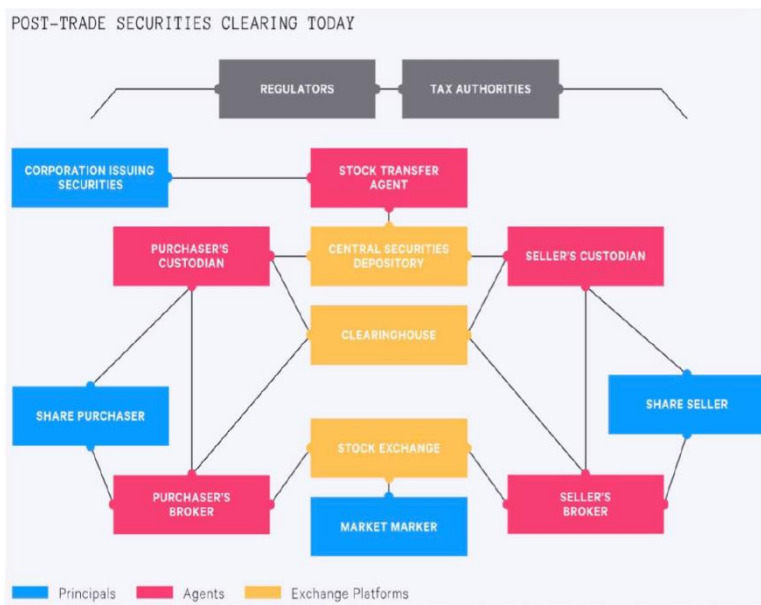 POST-TRADE SECURITIES CLEARING TODAY
REGULATORS
TAX AUTHORITIES
CORPORATION ISSUING
SECURITIES
STOCK TRANSFER
AGENT
PURCHASER'S
CUSTODIAN
CENTRAL SECURITIES
DEPOSITORY
SELLER'S CUSTODIAN
CLEARINGHOUSE
SHARE PURCHASER
SHARE SELLER
STOCK EXCHANGE
PURCHASER'S
BROKER
MARKET MARKER
SELLER'S
BROKER
Principals
Agents
Exchange Platforms